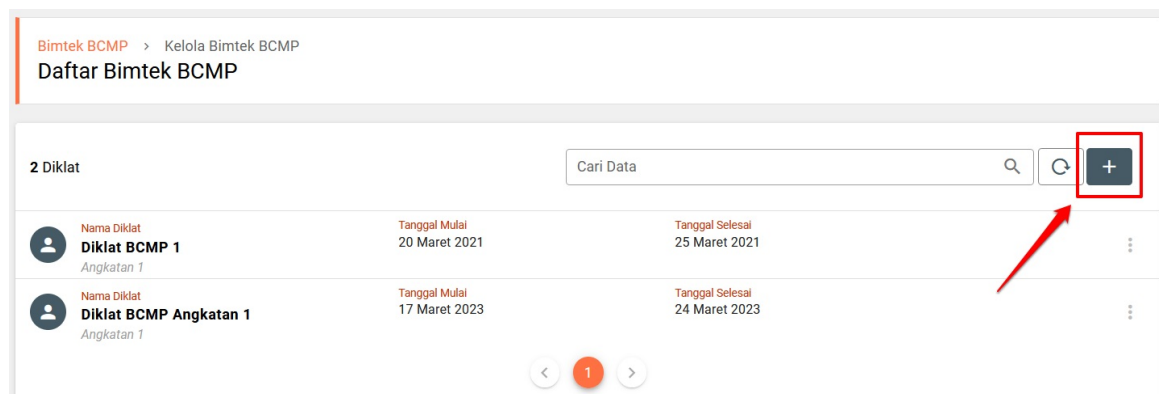 Bimtek BCMP > Kelola Bimtek BCMP
Daftar Bimtek BCMP
2 Diklat
Cari Data
+
Nama Diklat Tanggal Mulai Tanggal Selesai
Diklat BCMP 1 20 Maret 2021 25 Maret 2021
Angkatan 1
Nama Diklat Tanggal Mulai Tanggal Selesai
Diklat BCMP Angkatan 1 17 Maret 2023 24 Maret 2023
Angkatan 1
< 1 >